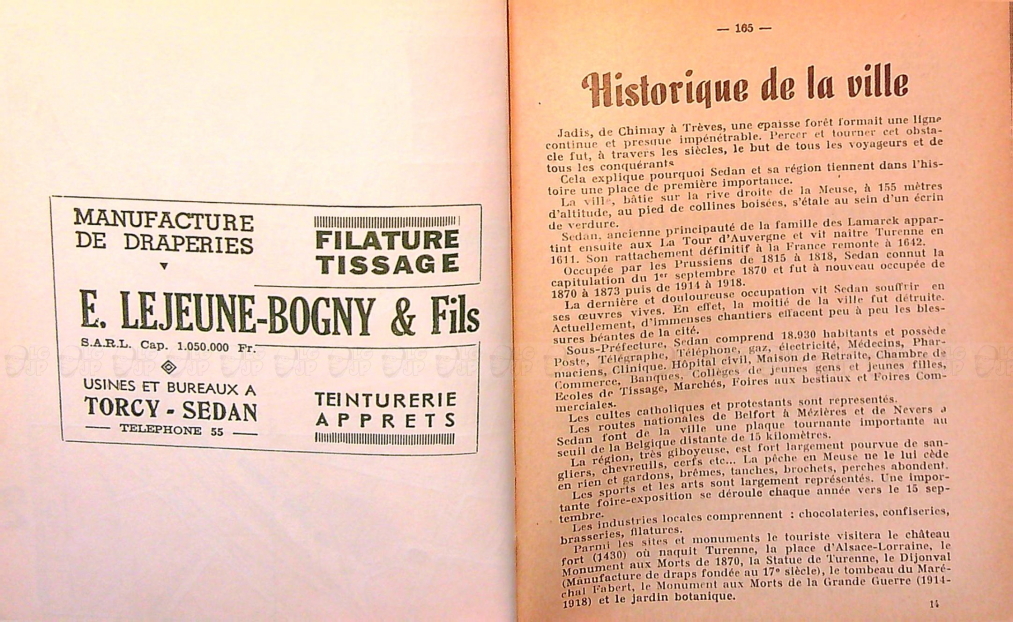 MANUFACTURE
DE DRAPERIES
FILATURE
TISSAGE
E. LEJEUNE-BOGNY & Fils
S.A.R.L. Cap. 1.050.000 Fr.
USINES ET BUREAUX A
TORCY - SEDAN
TELEPHONE 55
TEINTURERIE
APPRETS
— 165 —
Historique de la ville
Jadis, de Chimay à Trèves, une epaisse forêt formait une ligne
continue et presque impénétrable. Percer et tourner cet obsta-
cle fut, à travers les siècles, le but de tous les voyageurs et de
tous les conquérants
Cela explique pourquoi Sedan et sa région tiennent dans l'his-
toire une place de première importance.
La ville, bâtie sur la rive droite de la Meuse, à 155 mètres
d'altitude, au pied de collines boisées, s'étale au sein d'un écrin
de verdure.
Sedan, ancienne principauté de la famille des Lamarck appar-
tint ensuite aux La Tour d'Auvergne et vit naître Turenne en
1611. Son rattachement définitif à la France remonte à 1642.
Occupée par les Prussiens de 1815 à 1818, Sedan connut la
capitulation du 1er septembre 1870 et fut à nouveau occupée de
1870 à 1873 puis de 1914 à 1918.
La dernière et douloureuse occupation vit Sedan souffrir en
ses œuvres vives. En effet, la moitié de la ville fut détruite.
Actuellement, d'immenses chantiers effacent peu à peu les bles-
sures béantes de la cité.
Sous-Préfecture, Sedan comprend 18.930 habitants et possède
Poste, Télégraphe, Téléphone, gaz, électricité, Médecins, Phar-
maciens, Clinique. Hôpital civil, Maison de Retraite, Chambre de
Commerce, Banques, Collèges de jeunes gens et jeunes filles,
Ecoles de Tissage, Marchés, Foires aux bestiaux et Foires Com-
merciales.
Les cultes catholiques et protestants sont représentés.
Les routes nationales de Belfort à Mézières et de Nevers à
Sedan font de la ville une plaque tournante importante au
seuil de la Belgique distante de 15 kilomètres.
La région, très giboyeuse, est fort largement pourvue de san-
gliers, chevreuils, cerfs etc... La pêche en Meuse ne le lui cède
en rien et gardons, brêmes, tanches, brochets, perches abondent.
Les sports et les arts sont largement représentés. Une impor-
tante foire-exposition se déroule chaque année vers le 15 sep-
tembre.
Les industries locales comprennent : chocolateries, confiseries,
brasseries, filatures.
Parmi les sites et monuments le touriste visitera le château
fort (1430) où naquit Turenne, la place d'Alsace-Lorraine, le
Monument aux Morts de 1870, la Statue de Turenne, le Dijonval
(Manufacture de draps fondée au 17e siècle), le tombeau du Maré-
chal Fabert, le Monument aux Morts de la Grande Guerre (1914-
1918) et le jardin botanique.
14